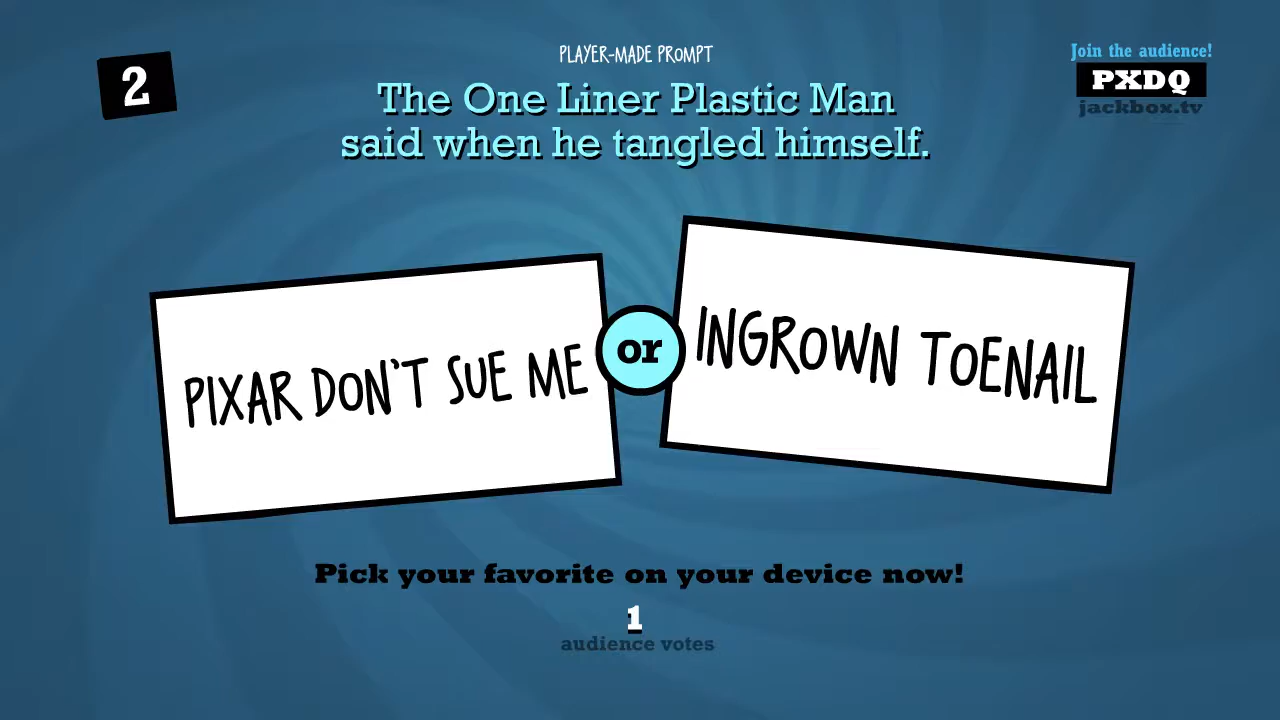 2
PLAYER-MADE PROMPT
The One Liner Plastic Man
said when he tangled himself.
Join the audience!
PXDQ
jackbox.tv
PIXAR DON'T SUE ME
or
INGROWN TOENAIL
Pick your favorite on your device now!
1
audience votes